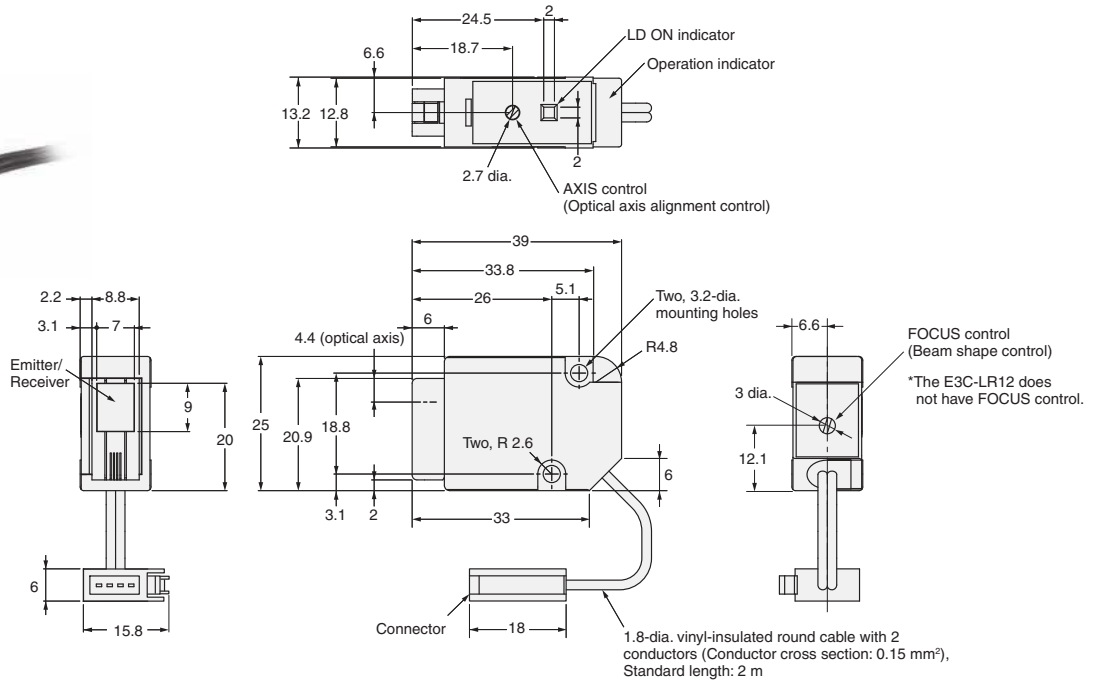 24.5
2
18.7
LD ON indicator
6.6
Operation indicator
13.2
12.8
2.7 dia.
2
AXIS control
(Optical axis alignment control)
39
33.8
26
5.1
Two, 3.2-dia.
mounting holes
6
4.4 (optical axis)
R4.8
2.2
8.8
3.1
7
Emitter/
Receiver
9
20
25
20.9
18.8
Two, R 2.6
6
3.1
2
33
6.6
FOCUS control
(Beam shape control)
*The E3C-LR12 does
not have FOCUS control.
3 dia.
12.1
6
15.8
Connector
18
1.8-dia. vinyl-insulated round cable with 2
conductors (Conductor cross section: 0.15 mm²),
Standard length: 2 m